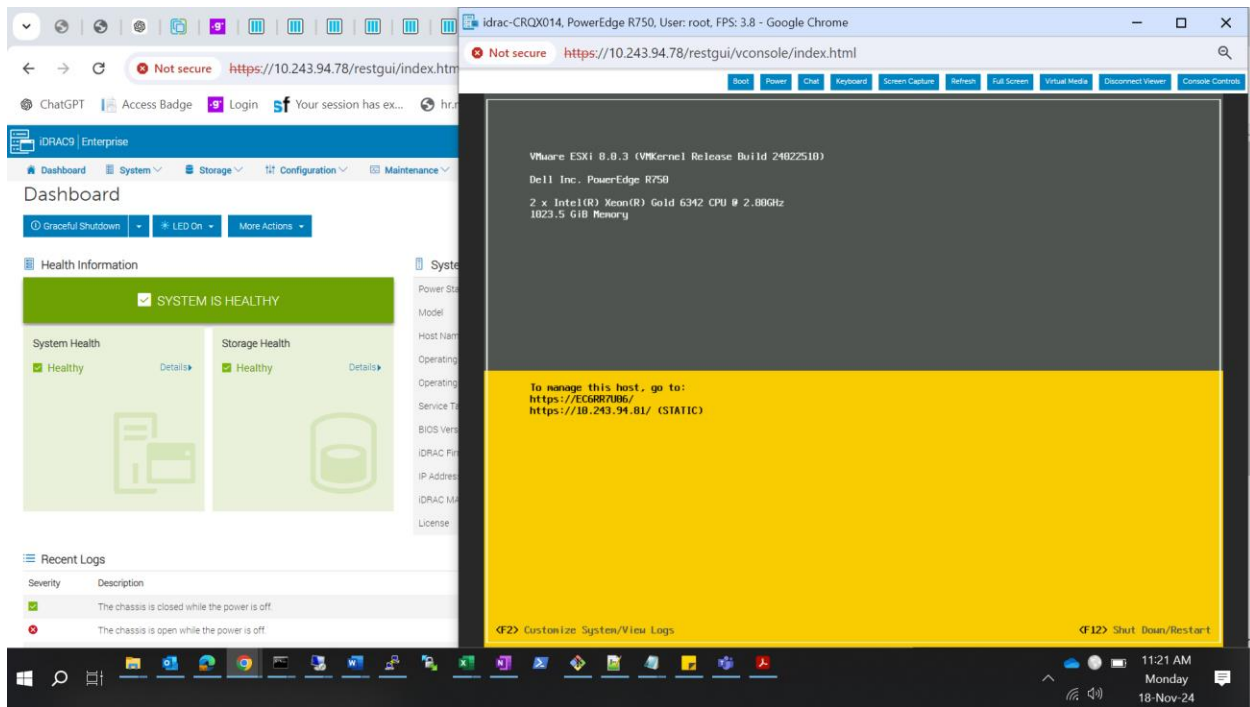 idrac-CRQX014, PowerEdge R750, User: root, FPS: 3.8 - Google Chrome
Not secure https://10.243.94.78/restgui/vconsole/index.html
Boot Power Chat Keyboard Screen Capture Refresh Full Screen Virtual Media Disconnect Viewer Console Controls
Not secure https://10.243.94.78/restgui/index.htm
ChatGPT Access Badge Login Your session has ex... hr.r
iDRAC9 Enterprise
Dashboard System Storage Configuration Maintenance
Dashboard
Graceful Shutdown LED On More Actions
Health Information
SYSTEM IS HEALTHY
System Health
Healthy Details
Storage Health
Healthy Details
Syste
Power Sta
Model
Host Nam
Operating
Operating
Service Ta
BIOS Vers
iDRAC Fir
IP Addres
iDRAC MA
License
Recent Logs
Severity Description
The chassis is closed while the power is off.
The chassis is open while the power is off.
VMware ESXi 8.0.3 (VMKernel Release Build 24022510)
Dell Inc. PowerEdge R750
2 x Intel(R) Xeon(R) Gold 6342 CPU @ 2.80GHz
1023.5 GiB Memory
To manage this host, go to:
https://EC6RR7U06/
https://10.243.94.81/ (STATIC)
<F2> Customize System/View Logs
<F12> Shut Down/Restart
11:21 AM
Monday
18-Nov-24